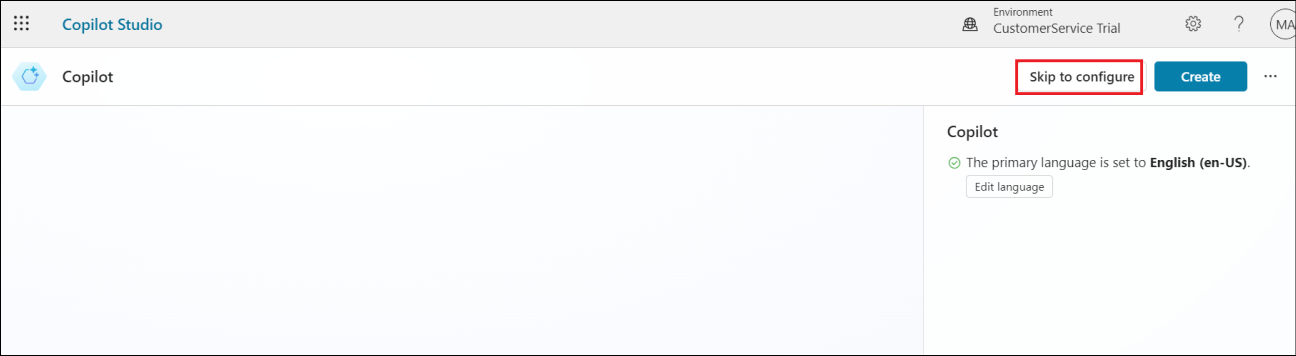 Copilot Studio
Environment
CustomerService Trial
?
MA
Copilot
Skip to configure
Create
...
Copilot
The primary language is set to English (en-US).
Edit language